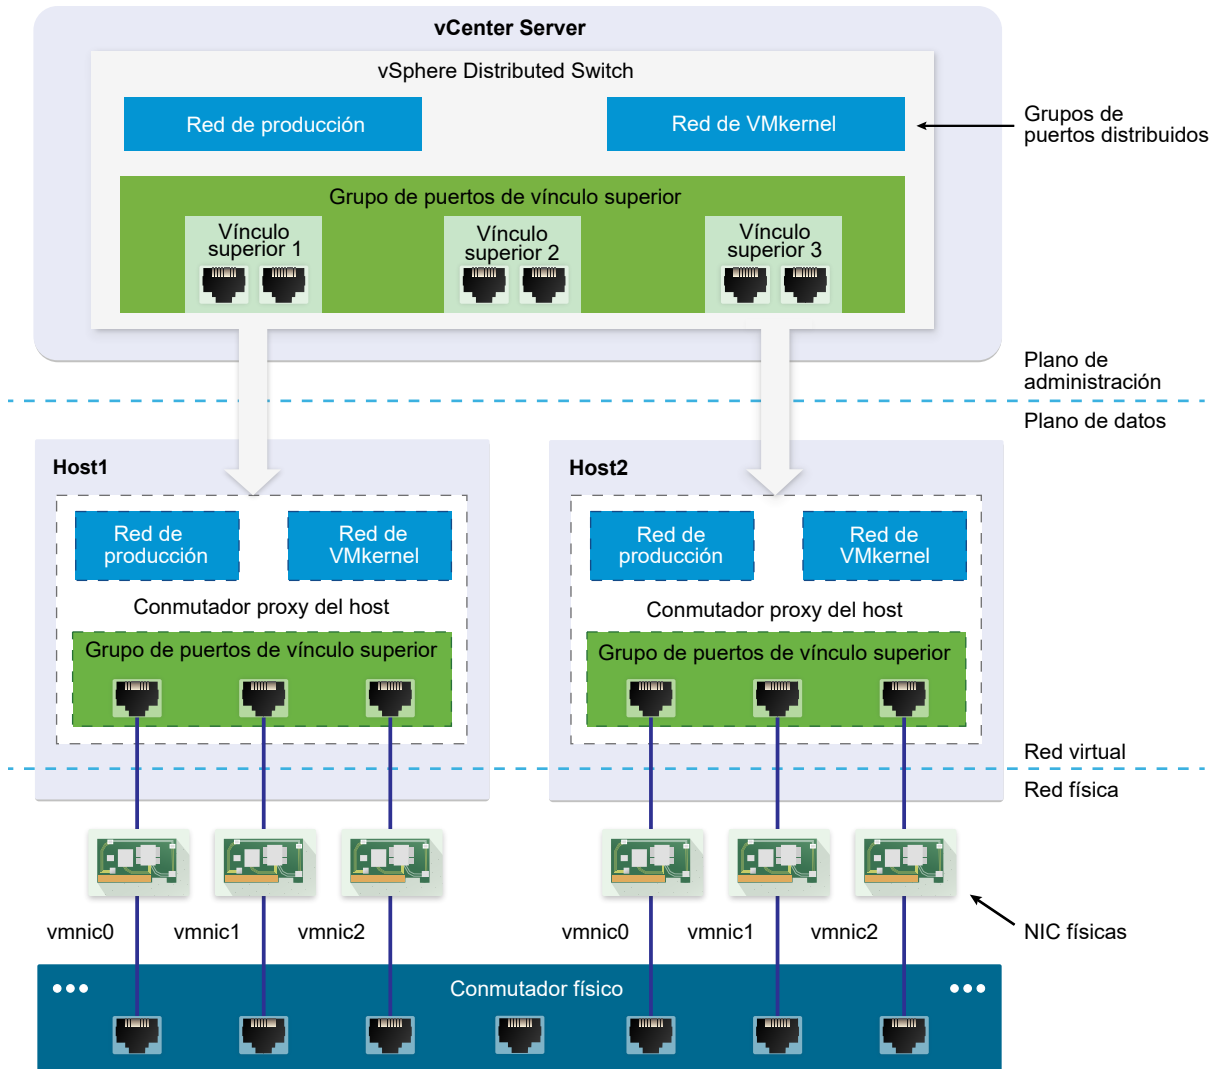 vCenter Server
vSphere Distributed Switch
Red de producción
Red de VMkernel
Grupos de
puertos distribuidos
Grupo de puertos de vínculo superior
Vínculo
superior 1
Vínculo
superior 2
Vínculo
superior 3
Plano de
administración
Plano de datos
Host1
Red de
producción
Red de
VMkernel
Conmutador proxy del host
Grupo de puertos de vínculo superior
Host2
Red de
producción
Red de
VMkernel
Conmutador proxy del host
Grupo de puertos de vínculo superior
Red virtual
Red física
vmnic0
vmnic1
vmnic2
vmnic0
vmnic1
vmnic2
NIC físicas
Conmutador físico